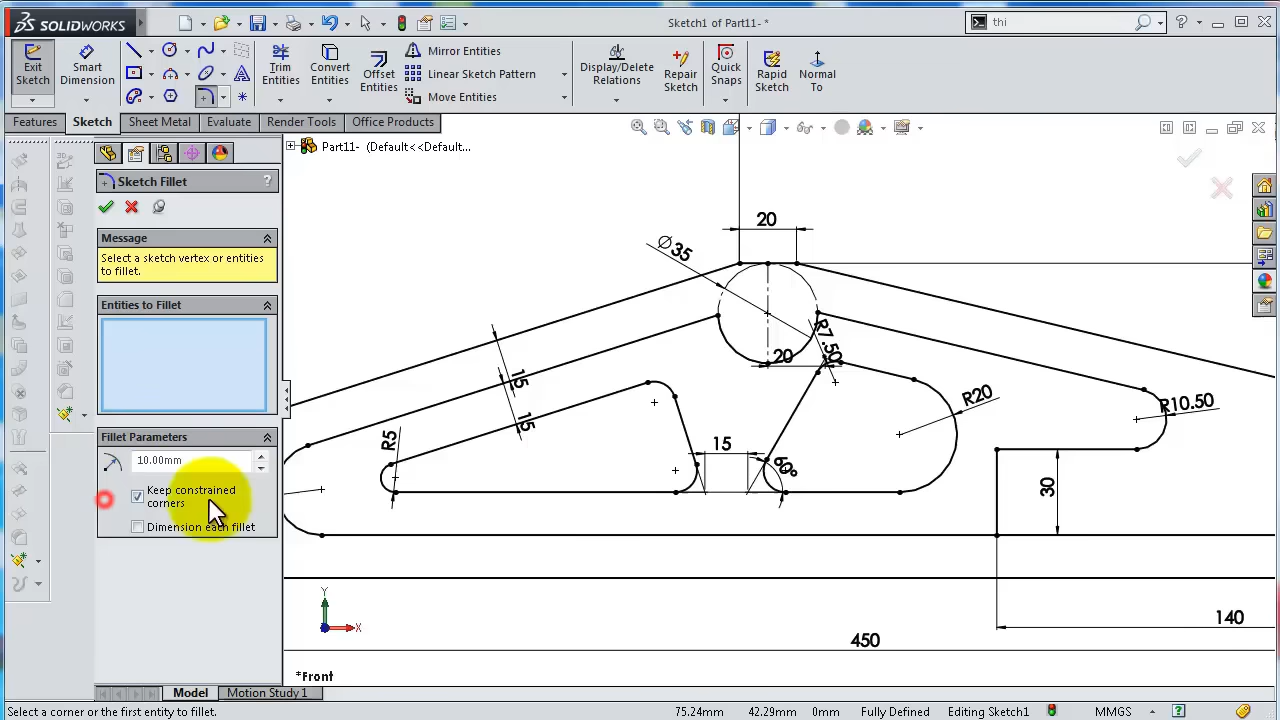 SOLIDWORKS
Sketch1 of Part11- *
thi
Exit Sketch
Smart Dimension
Trim Entities
Convert Entities
Offset Entities
Mirror Entities
Linear Sketch Pattern
Move Entities
Display/Delete Relations
Repair Sketch
Quick Snaps
Rapid Sketch
Normal To
Features
Sketch
Sheet Metal
Evaluate
Render Tools
Office Products
Part11- (Default<<Default...
Sketch Fillet
?
Message
Select a sketch vertex or entities
to fillet.
Entities to Fillet
Fillet Parameters
10.00mm
Keep constrained
corners
Dimension each fillet
20
Ø35
R7.50
20
15
15
R5
15
60°
R20
R10.50
30
140
450
Y
X
*Front
Model
Motion Study 1
Select a corner or the first entity to fillet.
75.24mm
42.29mm
0mm
Fully Defined
Editing Sketch1
MMGS
?